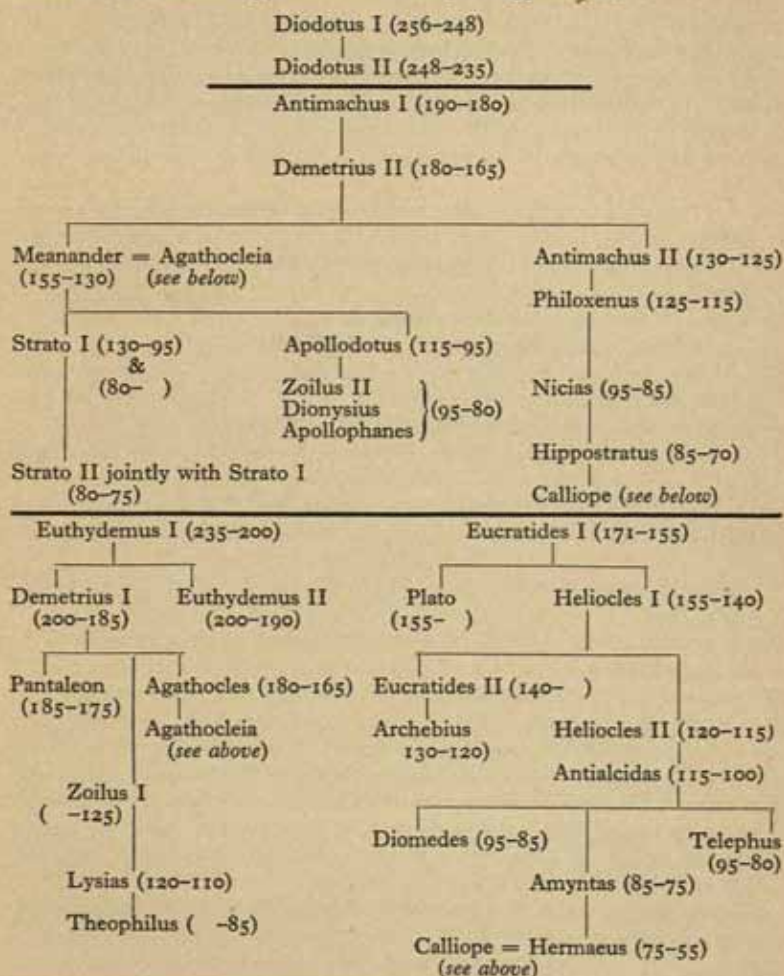 Diodotus I (256–248)
Diodotus II (248–235)
Antimachus I (190–180)
Demetrius II (180–165)
Meanander = Agathocleia
(155–130) (see below)
Antimachus II (130–125)
Philoxenus (125–115)
Strato I (130–95)
&
(80– )
Apollodotus (115–95)
Zoilus II
Dionysius
Apollophanes
(95–80)
Nicias (95–85)
Hippostratus (85–70)
Strato II jointly with Strato I
(80–75)
Calliope (see below)
Euthydemus I (235–200)
Eucratides I (171–155)
Demetrius I
(200–185)
Euthydemus II
(200–190)
Plato
(155– )
Heliocles I (155–140)
Pantaleon
(185–175)
Agathocles (180–165)
Agathocleia
(see above)
Eucratides II (140– )
Archebius
130–120)
Heliocles II (120–115)
Antialcidas (115–100)
Zoilus I
( –125)
Diomedes (95–85)
Telephus
(95–80)
Lysias (120–110)
Amyntas (85–75)
Theophilus ( –85)
Calliope = Hermaeus (75–55)
(see above)